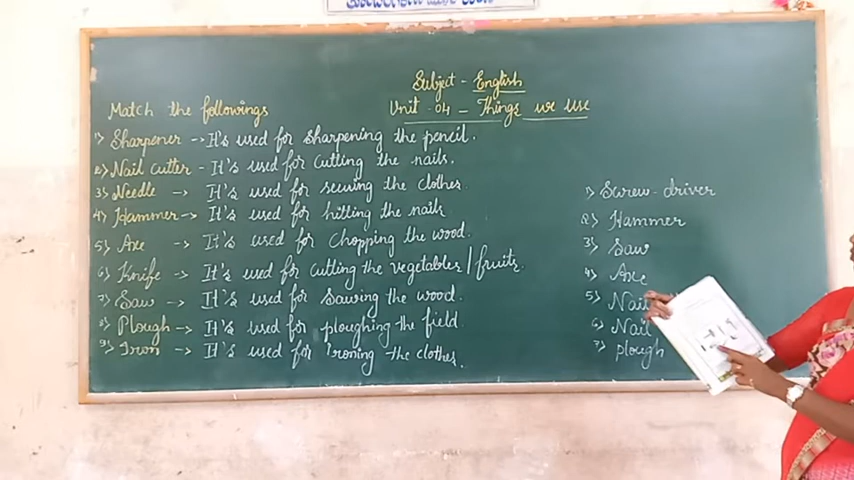 Subject - English
Unit - 04 - Things we use
Match the followings
1) Sharpener - It's used for sharpening the pencil.
2) Nail cutter - It's used for cutting the nails.
3) Needle -> It's used for sewing the clothes.
4) Hammer -> It's used for hitting the nails
5) Axe -> It's used for chopping the wood.
6) Knife -> It's used for cutting the vegetables / fruits.
7) Saw -> It's used for sawing the wood.
8) Plough -> It's used for ploughing the field.
9) Iron -> It's used for Ironing the clothes.
1) Screw-driver
2) Hammer
3) Saw
4) Axe
5) Nail
6) Nail
7) plough